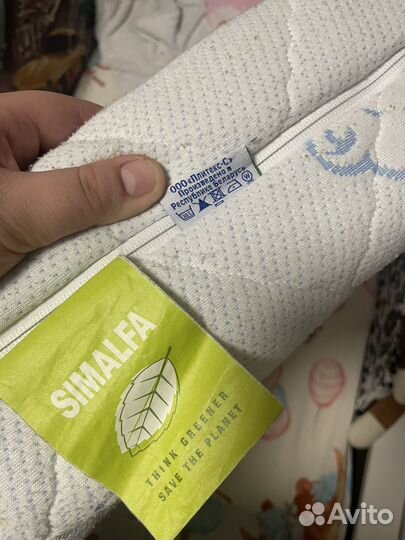 ООО «Плитекс-С»
Произведено в
Республике Беларусь
SIMALFA
THINK GREENER
SAVE THE PLANET
Avito